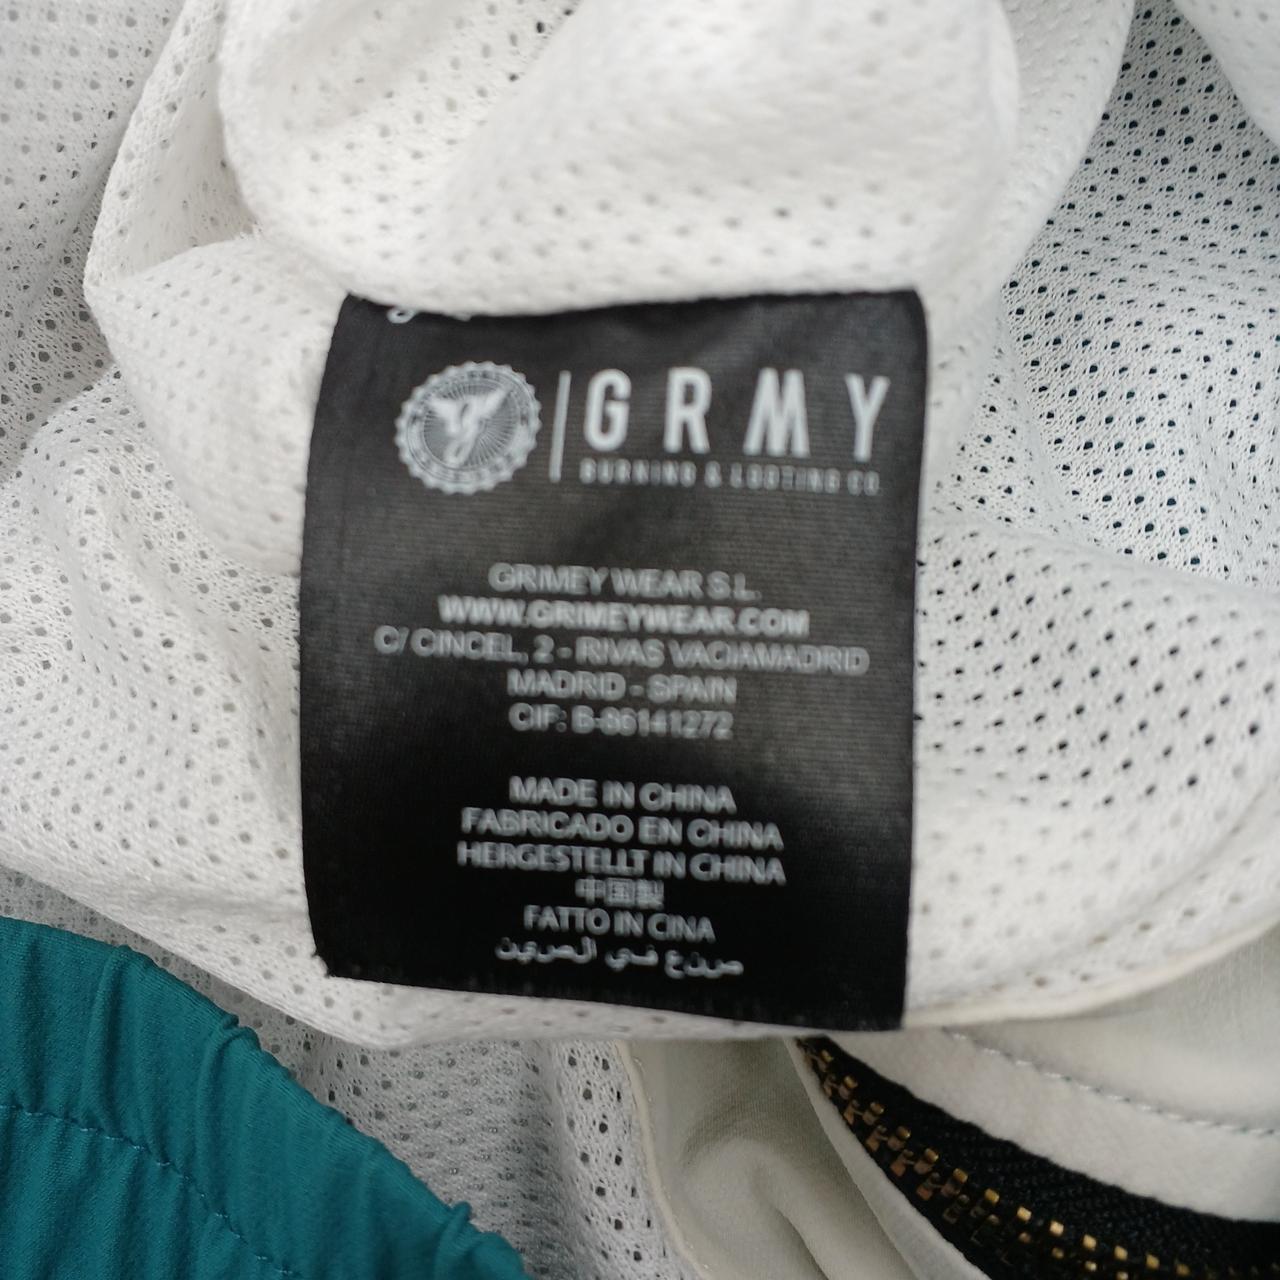 GRMY
BURNING & LOOTING CO.
GRIMEY WEAR S.L.
WWW.GRIMEYWEAR.COM
C/ CINCEL, 2 - RIVAS VACIAMADRID
MADRID - SPAIN
CIF: B-86141272
MADE IN CHINA
FABRICADO EN CHINA
HERGESTELLT IN CHINA
中国製
FATTO IN CINA
صنع في الصين